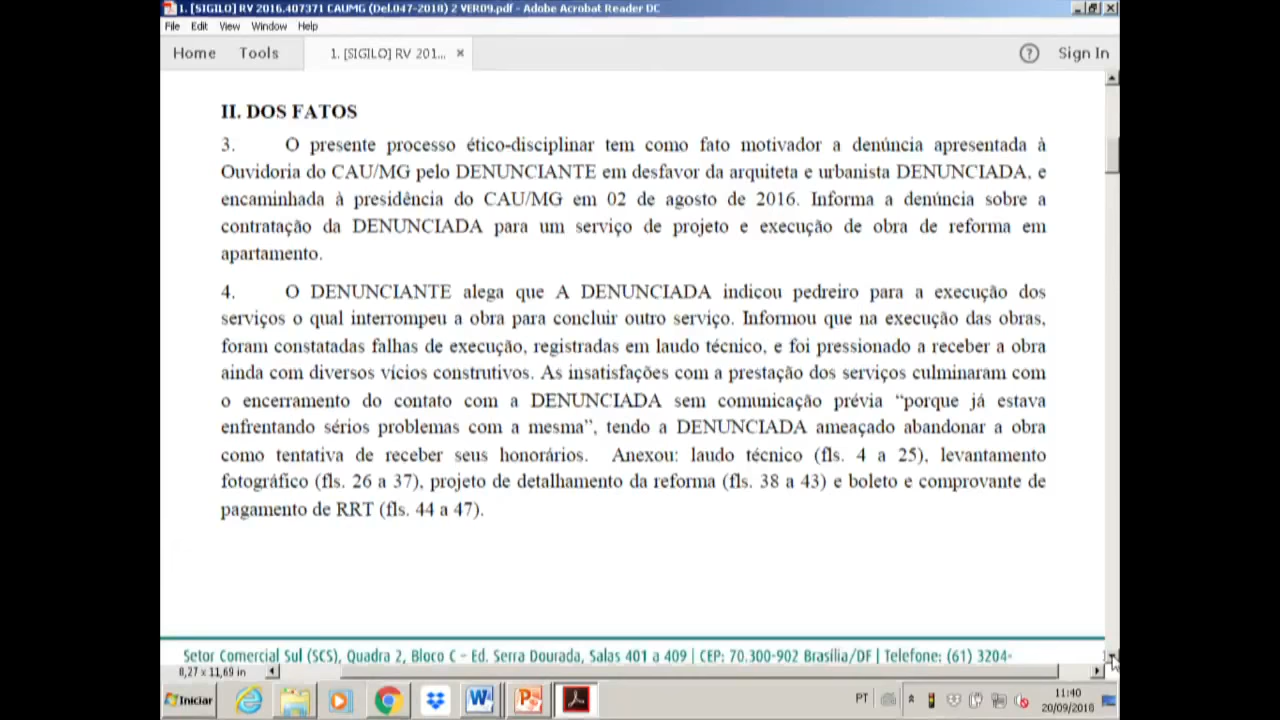 1. [SIGILO] RV 2016.407371 CAUMG (Del.047-2018) 2 VER09.pdf - Adobe Acrobat Reader DC
File Edit View Window Help
Home Tools 1. [SIGILO] RV 201... × ? Sign In
II. DOS FATOS
3. O presente processo ético-disciplinar tem como fato motivador a denúncia apresentada à
Ouvidoria do CAU/MG pelo DENUNCIANTE em desfavor da arquiteta e urbanista DENUNCIADA, e
encaminhada à presidência do CAU/MG em 02 de agosto de 2016. Informa a denúncia sobre a
contratação da DENUNCIADA para um serviço de projeto e execução de obra de reforma em
apartamento.
4. O DENUNCIANTE alega que A DENUNCIADA indicou pedreiro para a execução dos
serviços o qual interrompeu a obra para concluir outro serviço. Informou que na execução das obras,
foram constatadas falhas de execução, registradas em laudo técnico, e foi pressionado a receber a obra
ainda com diversos vícios construtivos. As insatisfações com a prestação dos serviços culminaram com
o encerramento do contato com a DENUNCIADA sem comunicação prévia “porque já estava
enfrentando sérios problemas com a mesma”, tendo a DENUNCIADA ameaçado abandonar a obra
como tentativa de receber seus honorários. Anexou: laudo técnico (fls. 4 a 25), levantamento
fotográfico (fls. 26 a 37), projeto de detalhamento da reforma (fls. 38 a 43) e boleto e comprovante de
pagamento de RRT (fls. 44 a 47).
Setor Comercial Sul (SCS), Quadra 2, Bloco C – Ed. Serra Dourada, Salas 401 a 409 | CEP: 70.300-902 Brasília/DF | Telefone: (61) 3204-
8,27 x 11,69 in
Iniciar PT 11:40
20/09/2018